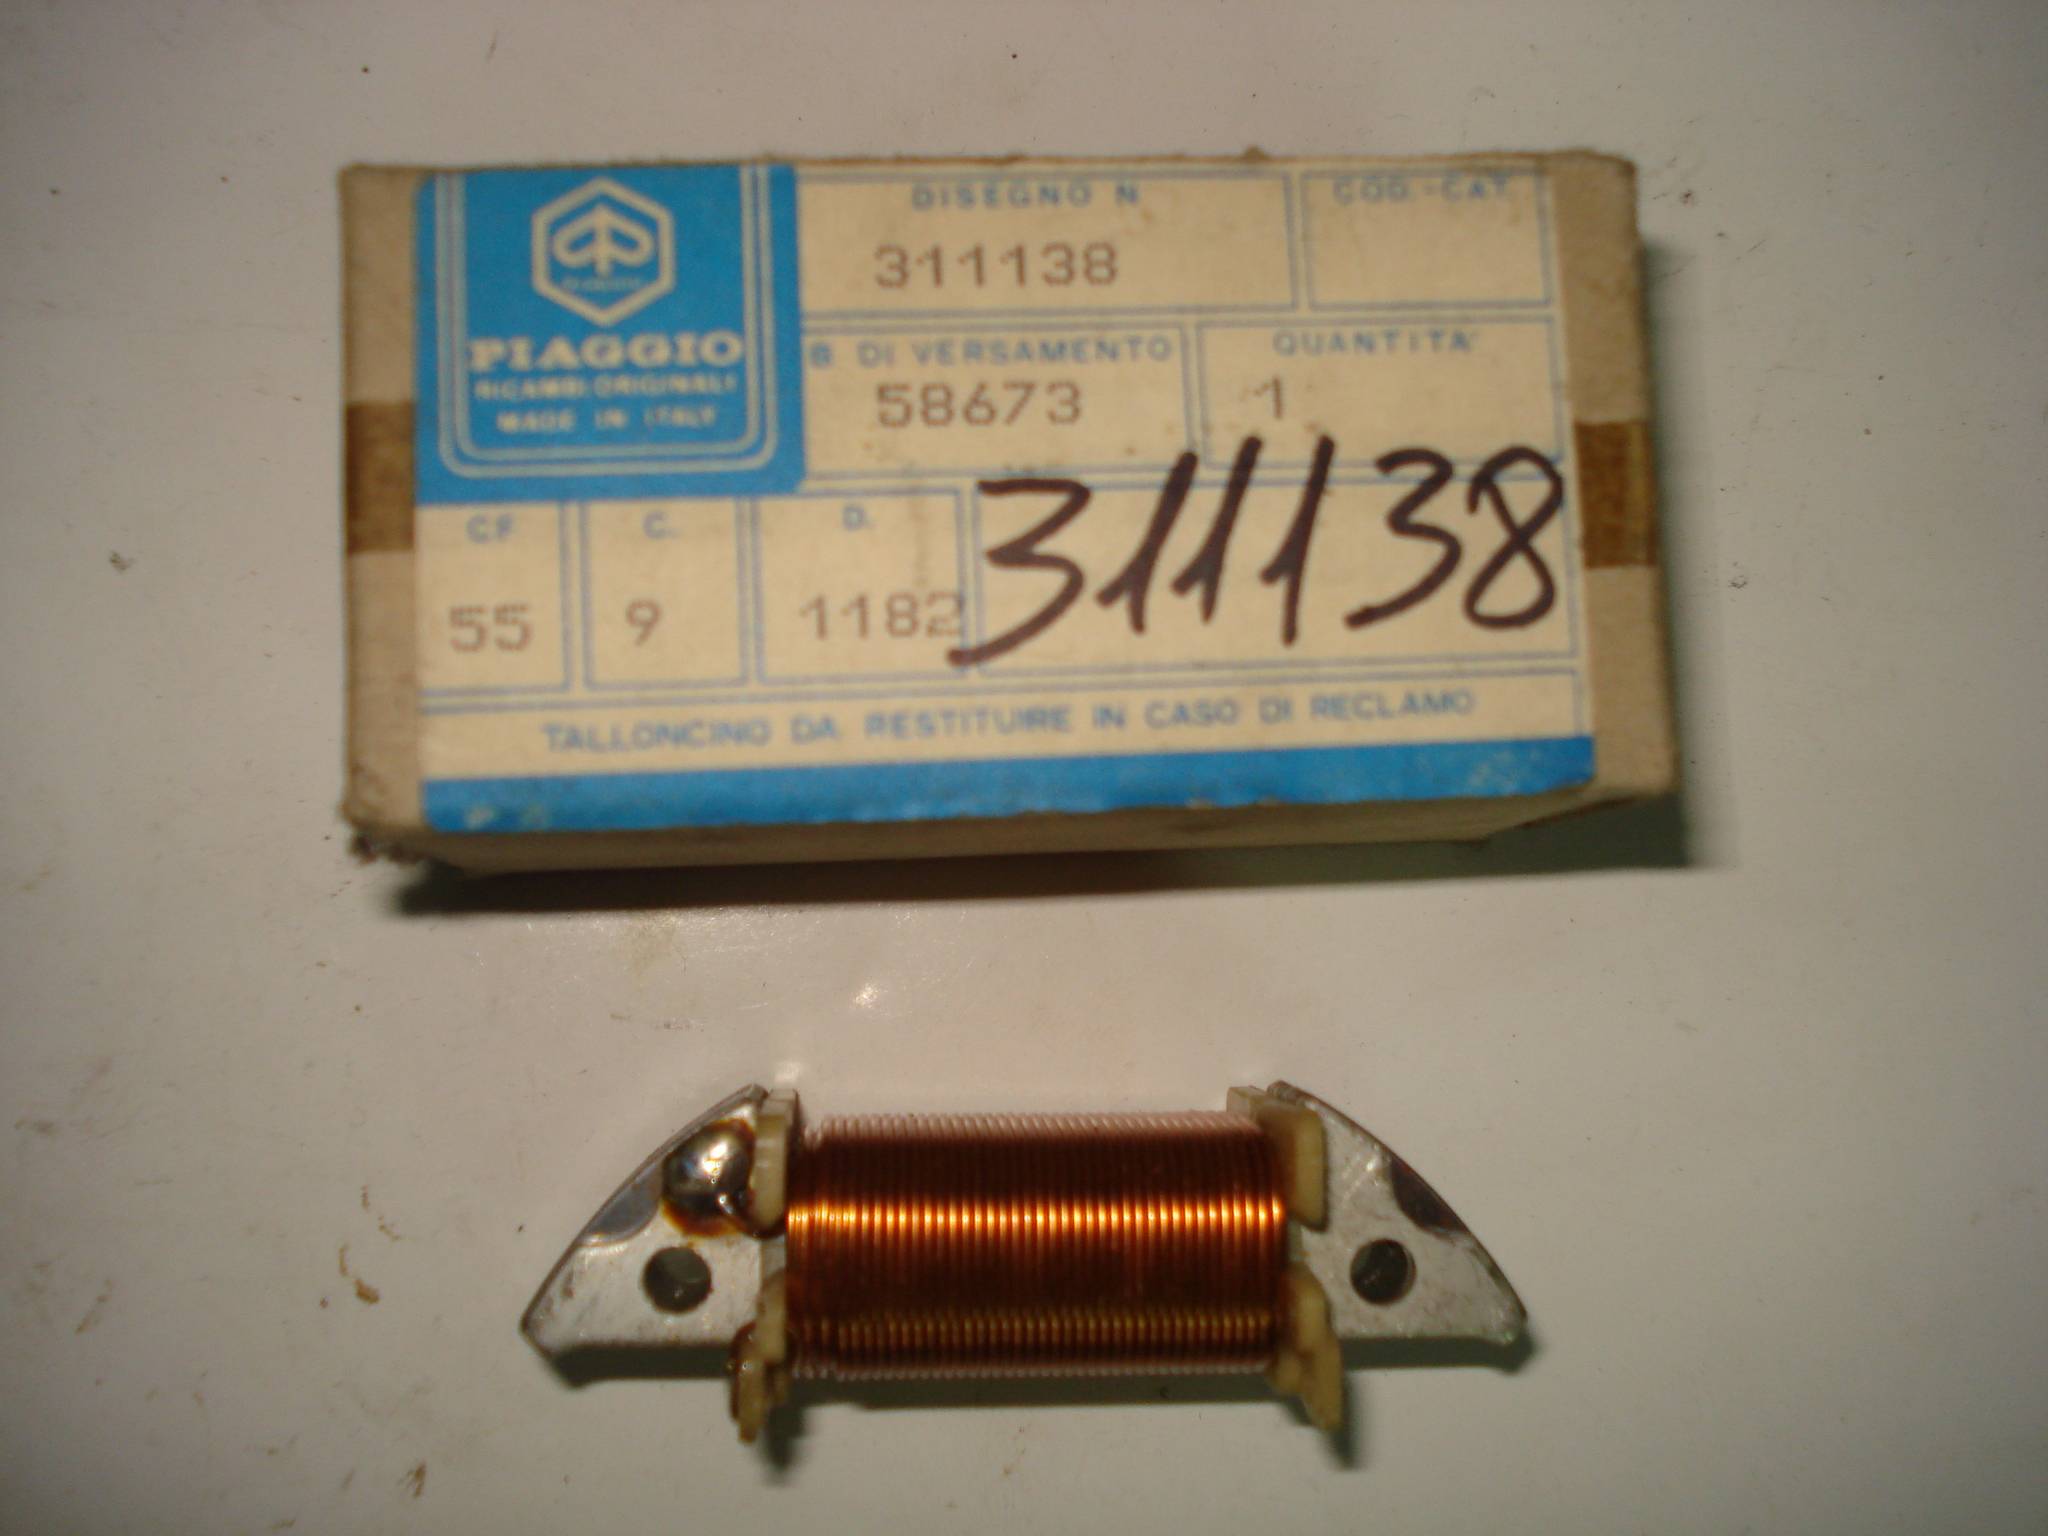 DISEGNO N
COD.-CAT.
311138
PIAGGIO
RICAMBI ORIGINALI
MADE IN ITALY
B DI VERSAMENTO
QUANTITA'
58673
1
311138
CF
C.
D.
55
9
1182
TALLONCINO DA RESTITUIRE IN CASO DI RECLAMO